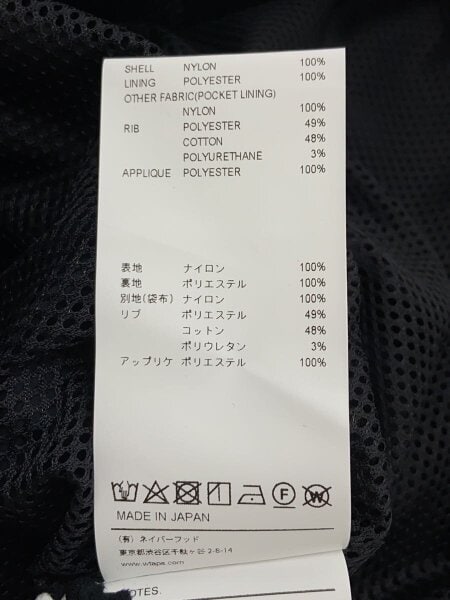 SHELL NYLON 100%
LINING POLYESTER 100%
OTHER FABRIC(POCKET LINING)
NYLON 100%
RIB POLYESTER 49%
COTTON 48%
POLYURETHANE 3%
APPLIQUE POLYESTER 100%
表地 ナイロン 100%
裏地 ポリエステル 100%
別地(袋布) ナイロン 100%
リブ ポリエステル 49%
コットン 48%
ポリウレタン 3%
アップリケ ポリエステル 100%
F W
MADE IN JAPAN
(有) ネイバーフッド
東京都渋谷区千駄ヶ谷2-8-14
www.wtaps.com
NOTES.